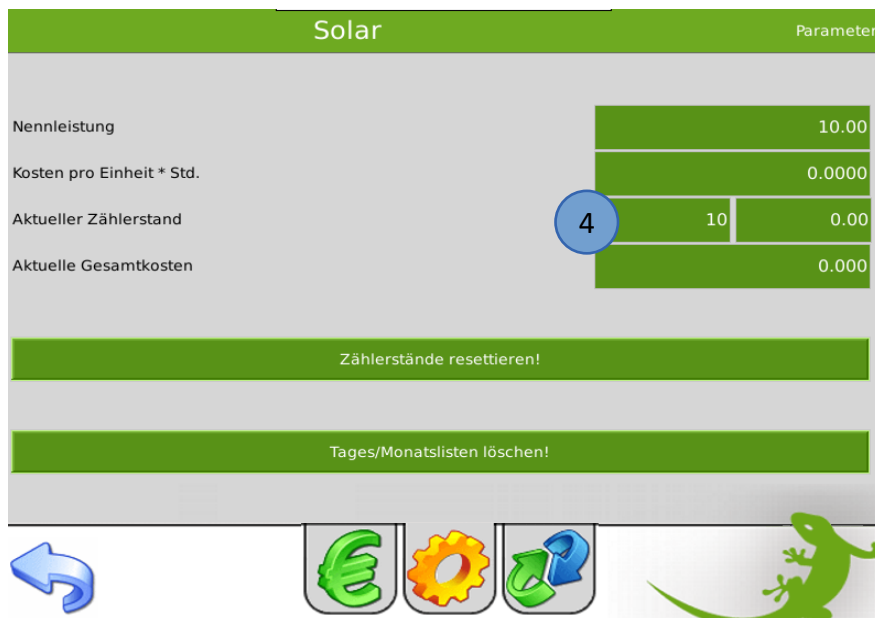 Solar
Parameter
Nennleistung 10.00
Kosten pro Einheit * Std. 0.0000
Aktueller Zählerstand 4 10 0.00
Aktuelle Gesamtkosten 0.000
Zählerstände resettieren!
Tages/Monatslisten löschen!